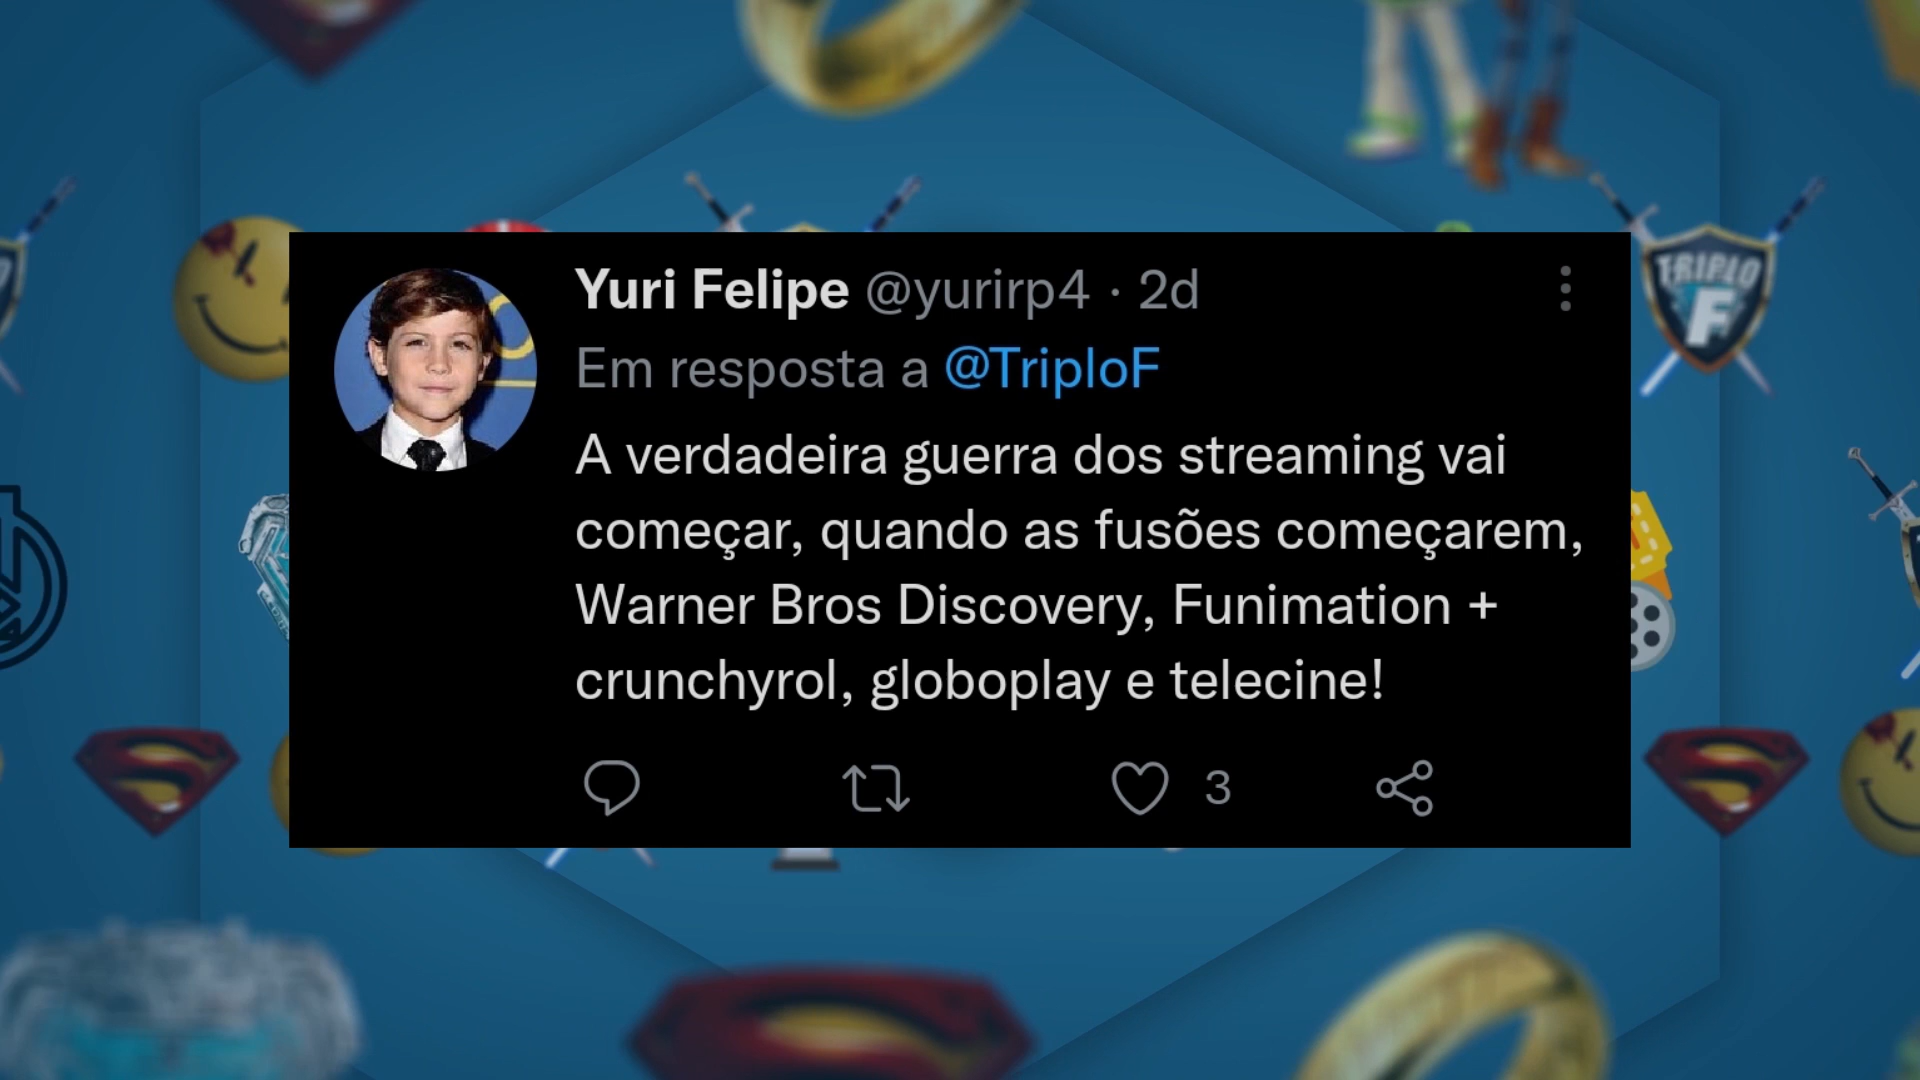 Yuri Felipe @yurirp4 · 2d
Em resposta a @TriploF
A verdadeira guerra dos streaming vai
começar, quando as fusões começarem,
Warner Bros Discovery, Funimation +
crunchyrol, globoplay e telecine!
3
TRIPLO
F